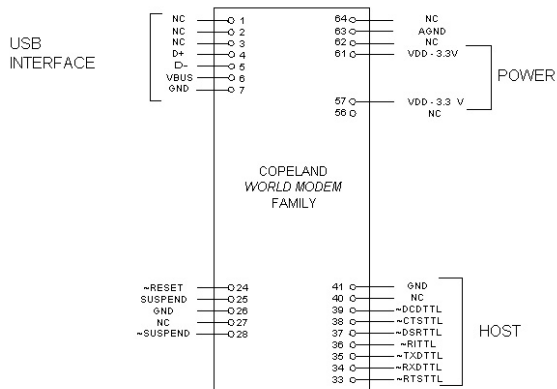 USB
INTERFACE
NC 1
NC 2
NC 3
D+ 4
D- 5
VBUS 6
GND 7
64 NC
63 AGND
62 NC
61 VDD - 3.3V
57 VDD - 3.3 V
56 NC
POWER
COPELAND
WORLD MODEM
FAMILY
~RESET 24
SUSPEND 25
GND 26
NC 27
~SUSPEND 28
41 GND
40 NC
39 ~DCDTTL
38 ~CTSTTL
37 ~DSRTTL
36 ~RITTL
35 ~TXDTTL
34 ~RXDTTL
33 ~RTSTTL
HOST